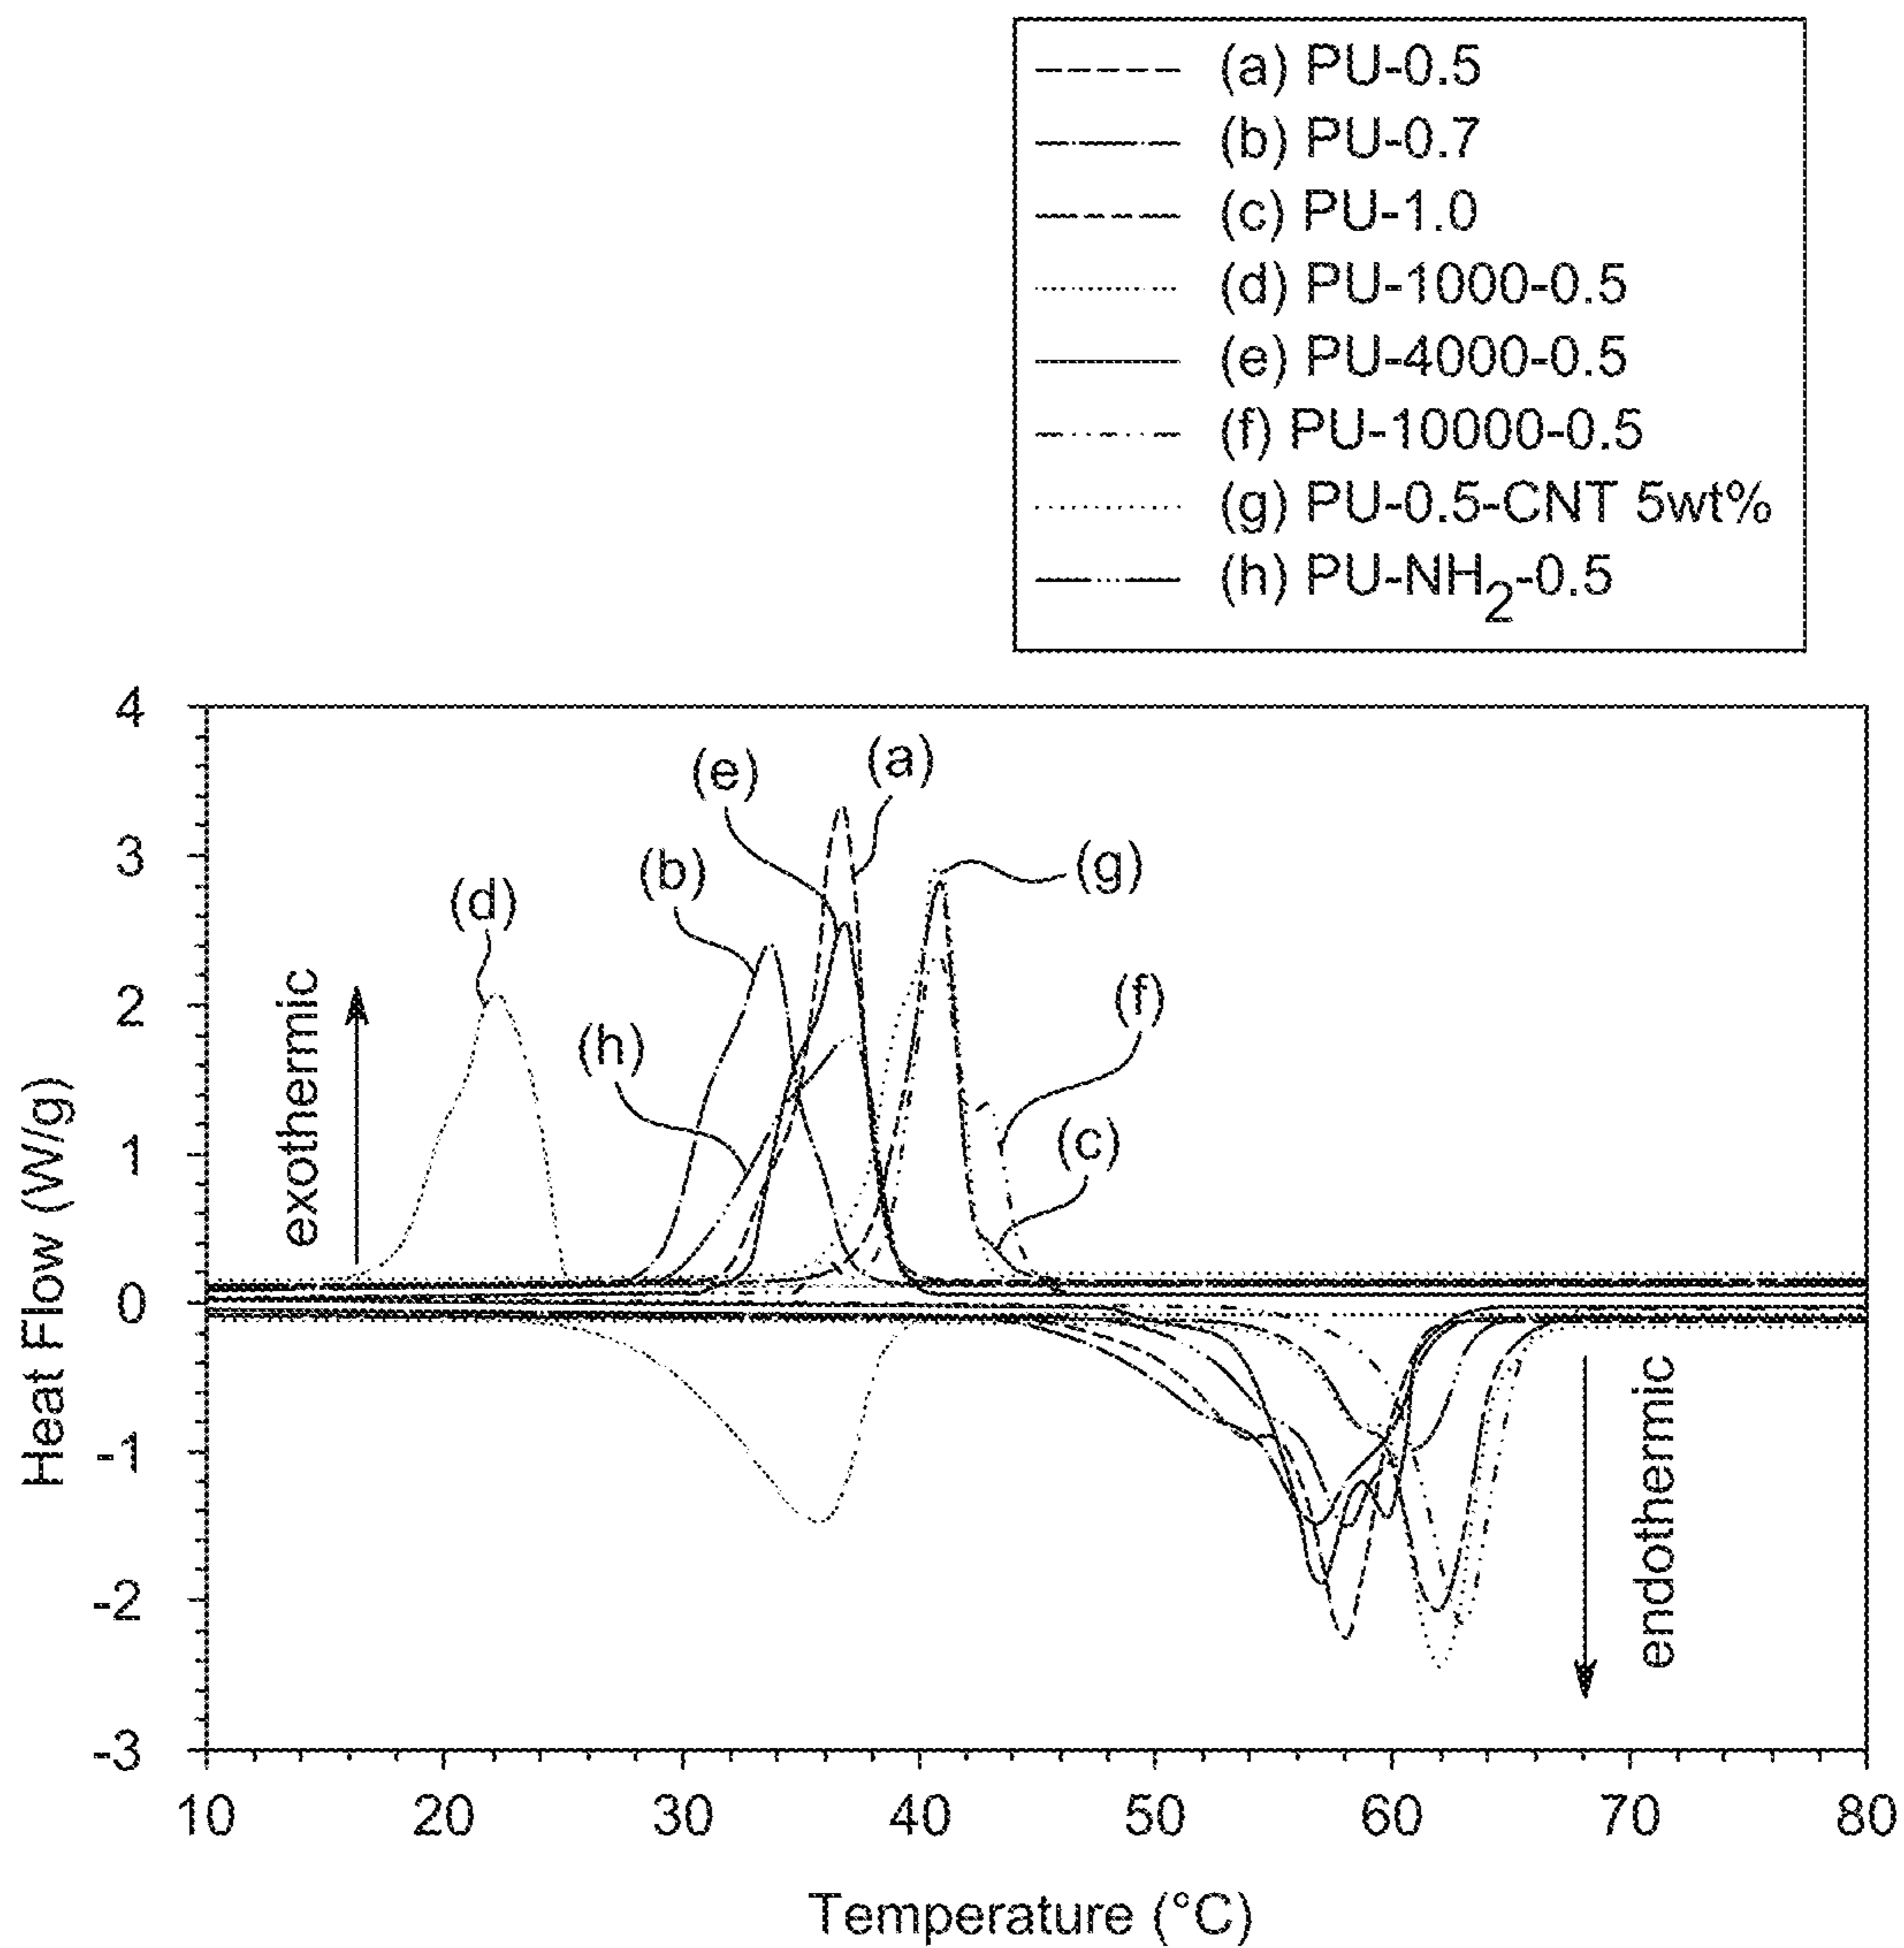 (a) PU-0.5
(b) PU-0.7
(c) PU-1.0
(d) PU-1000-0.5
(e) PU-4000-0.5
(f) PU-10000-0.5
(g) PU-0.5-CNT 5wt%
(h) PU-NH2-0.5
4
3
2
1
0
-1
-2
-3
Heat Flow (W/g)
exothermic
(d)
(b)
(e)
(a)
(g)
(h)
(f)
(c)
endothermic
10 20 30 40 50 60 70 80
Temperature (°C)